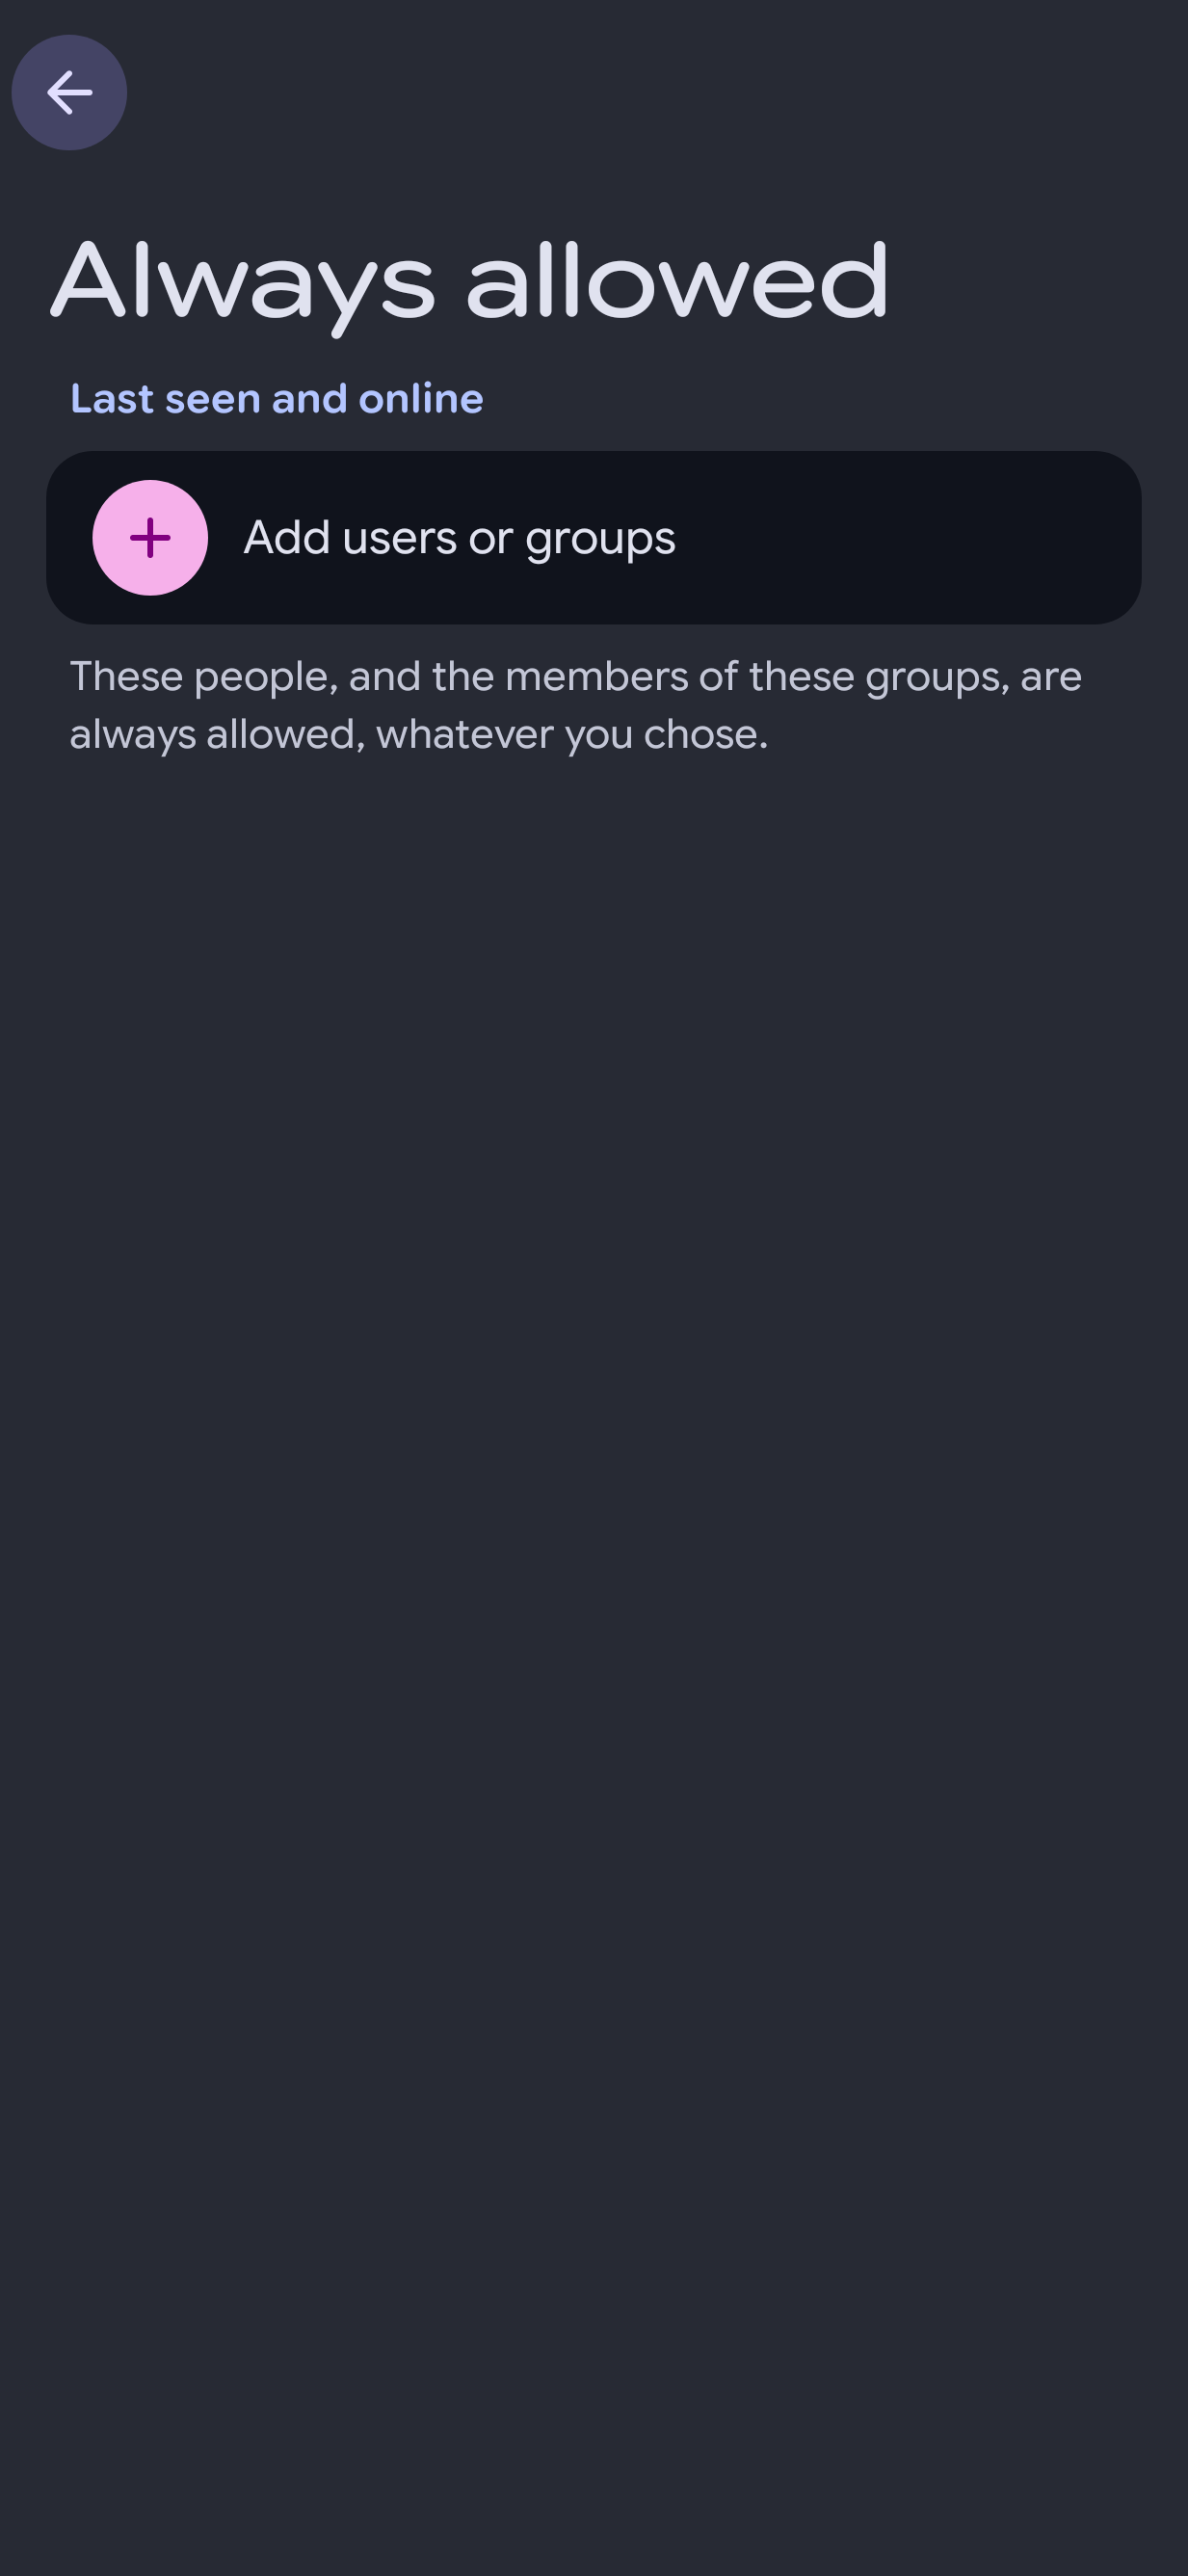 Always allowed
Last seen and online
Add users or groups
These people, and the members of these groups, are
always allowed, whatever you chose.